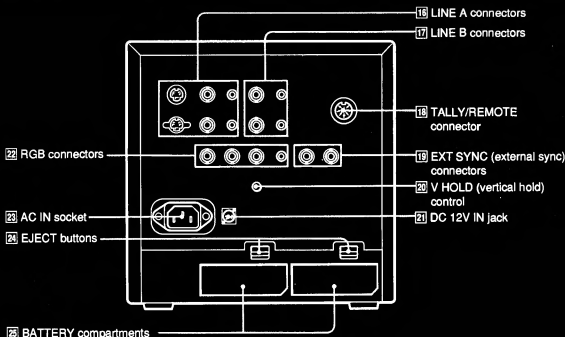 16 LINE A connectors
17 LINE B connectors
18 TALLY/REMOTE
connector
22 RGB connectors
19 EXT SYNC (external sync)
connectors
20 V HOLD (vertical hold)
control
23 AC IN socket
21 DC 12V IN jack
24 EJECT buttons
25 BATTERY compartments